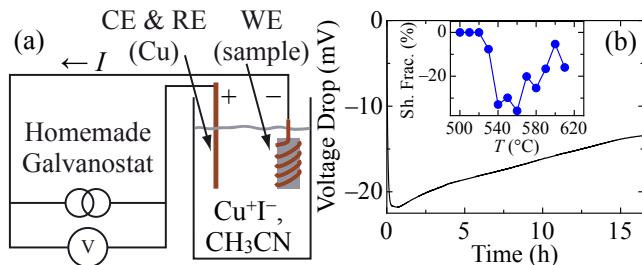 (a)
CE & RE
(Cu)
WE
(sample)
← I
+
−
Homemade
Galvanostat
V
Cu⁺I⁻,
CH₃CN
(b)
Voltage Drop (mV)
0
−10
−20
0
5
10
15
Time (h)
Sh. Frac. (%)
0
−20
500
540
580
620
T (°C)